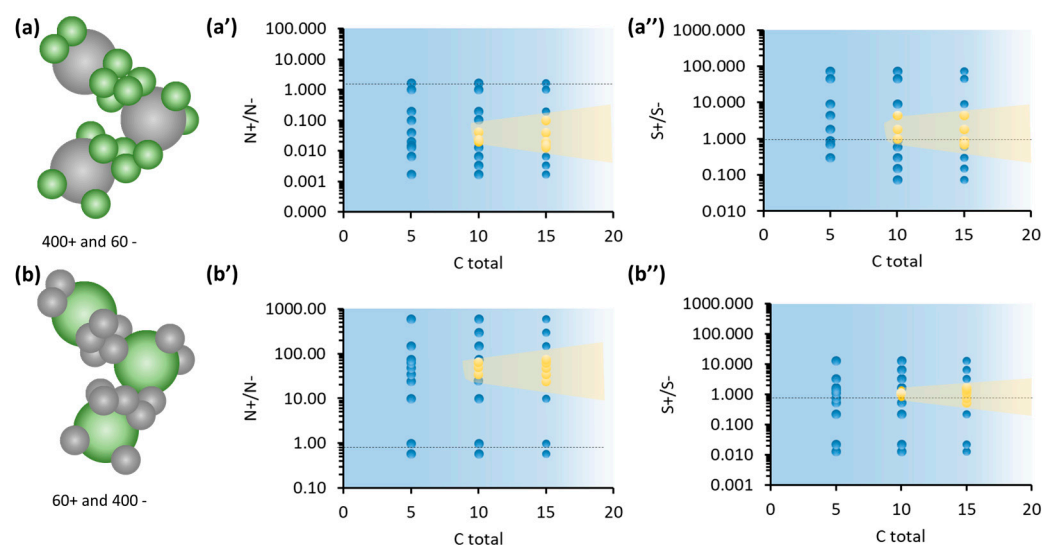 (a)
400+ and 60 -
(a’)
100.000
10.000
1.000
0.100
0.010
0.001
0.000
N+/N-
0
5
10
15
20
C total
(a’’)
1000.000
100.000
10.000
1.000
0.100
0.010
S+/S-
0
5
10
15
20
C total
(b)
60+ and 400 -
(b’)
1000.00
100.00
10.00
1.00
0.10
N+/N-
0
5
10
15
20
C total
(b’’)
1000.000
100.000
10.000
1.000
0.100
0.010
0.001
S+/S-
0
5
10
15
20
C total